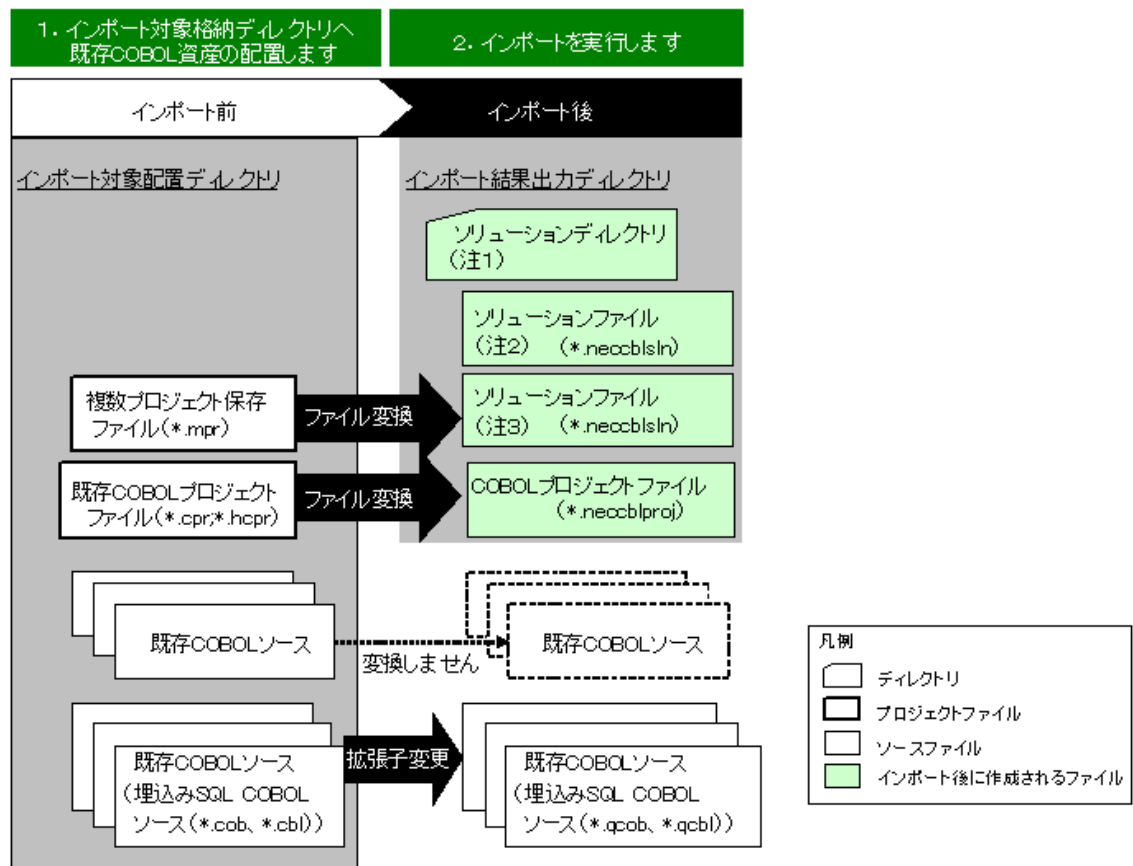 1．インポート対象格納ディレクトリへ
既存COBOL資産の配置します
2．インポートを実行します
インポート前
インポート後
インポート対象配置ディレクトリ
インポート結果出力ディレクトリ
ソリューションディレクトリ
(注1)
ソリューションファイル
(注2) (*.neccblsln)
複数プロジェクト保存
ファイル(*.mpr)
ファイル変換
ソリューションファイル
(注3) (*.neccblsln)
既存COBOLプロジェクト
ファイル(*.cpr;*.hcpr)
ファイル変換
COBOLプロジェクトファイル
(*.neccblproj)
既存COBOLソース
変換しません
既存COBOLソース
既存COBOLソース
(埋込みSQL COBOL
ソース(*.cob、*.cbl))
拡張子変更
既存COBOLソース
(埋込みSQL COBOL
ソース(*.qcob、*.qcbl))
凡例
ディレクトリ
プロジェクトファイル
ソースファイル
インポート後に作成されるファイル